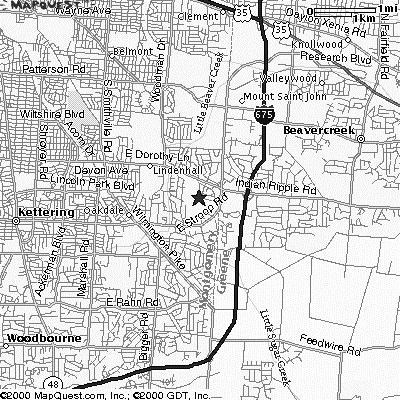 MAPQUEST
Wayne Ave
Clement
35
0 1mi
1km
Dayton Xenia Rd
N Fairfield Rd
35
Belmont
Woodman Dr
Knollwood
Research Blvd
Patterson Rd
Little Beaver Creek
Valleywood
Mount Saint John
S Smithville Rd
Wiltshire Blvd
Acorn Dr
675
Beavercreek
Shroyer Rd
E Dorothy Ln
Lindenhall
Davon Ave
Lincoln Park Blvd
Indian Ripple Rd
Kettering
Oakdale
E Stroop Rd
Wilmington Pike
Ackerman Blvd
Marshall Rd
Montgomery
Greene
E Rahn Rd
Woodbourne
Bigger Rd
Little Sugar Creek
Feedwire Rd
48
©2000 MapQuest.com, Inc.; ©2000 GDT, Inc.